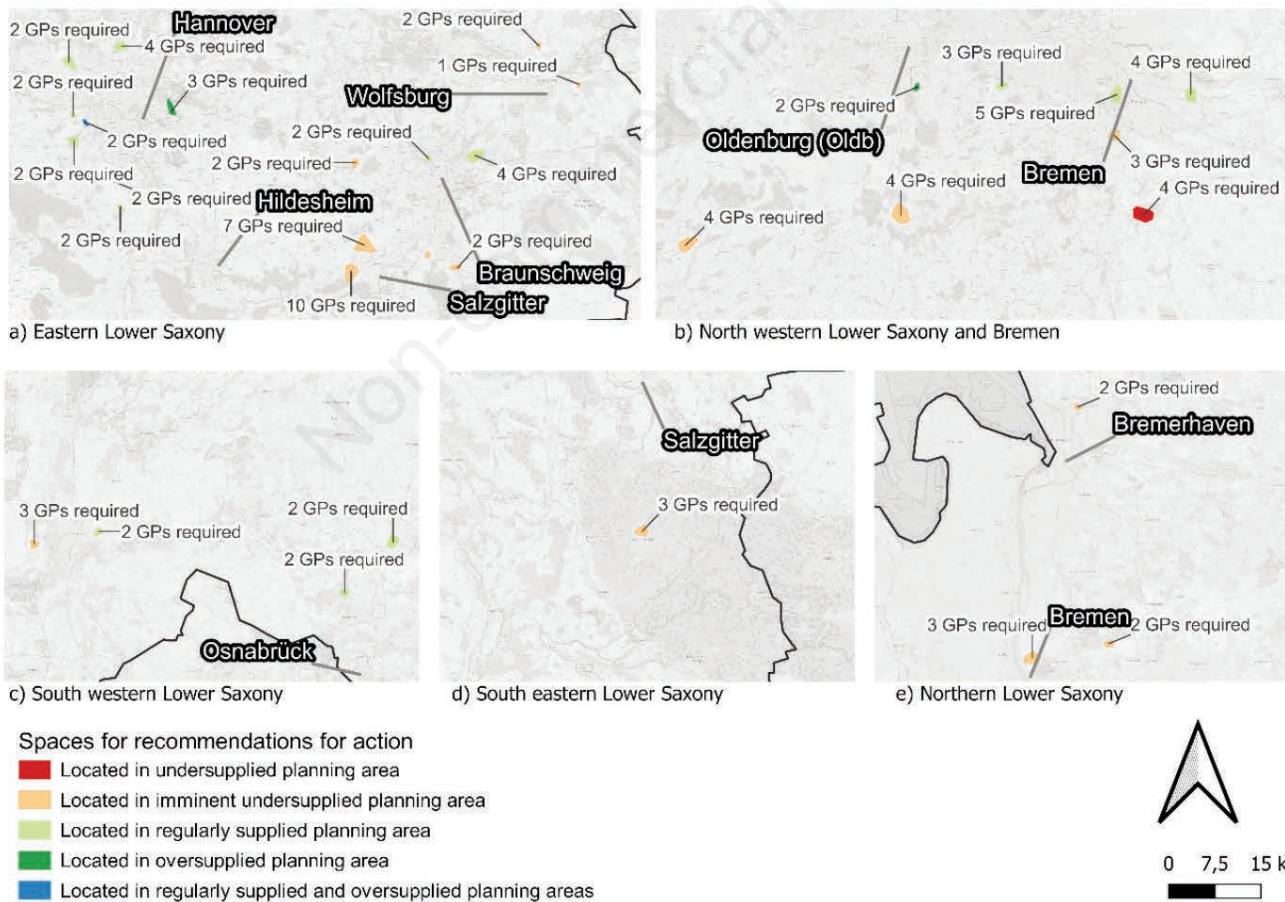 Hannover
2 GPs required
2 GPs required
4 GPs required
1 GPs required
2 GPs required
3 GPs required
Wolfsburg
2 GPs required
2 GPs required
2 GPs required
4 GPs required
2 GPs required
2 GPs required
Hildesheim
7 GPs required
2 GPs required
2 GPs required
Braunschweig
10 GPs required
Salzgitter
a) Eastern Lower Saxony
3 GPs required
4 GPs required
2 GPs required
5 GPs required
Oldenburg (Oldb)
Bremen
3 GPs required
4 GPs required
4 GPs required
4 GPs required
b) North western Lower Saxony and Bremen
3 GPs required
2 GPs required
2 GPs required
2 GPs required
Osnabrück
c) South western Lower Saxony
Salzgitter
3 GPs required
d) South eastern Lower Saxony
2 GPs required
Bremerhaven
3 GPs required
Bremen
2 GPs required
e) Northern Lower Saxony
Spaces for recommendations for action
Located in undersupplied planning area
Located in imminent undersupplied planning area
Located in regularly supplied planning area
Located in oversupplied planning area
Located in regularly supplied and oversupplied planning areas
0 7,5 15 k